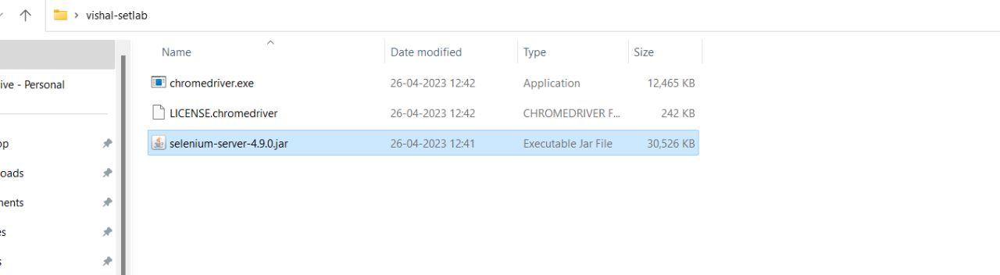 vishal-setlab
Name Date modified Type Size
ive - Personal
chromedriver.exe 26-04-2023 12:42 Application 12,465 KB
LICENSE.chromedriver 26-04-2023 12:42 CHROMEDRIVER F... 242 KB
op
selenium-server-4.9.0.jar 26-04-2023 12:41 Executable Jar File 30,526 KB
oads
ments
es
s